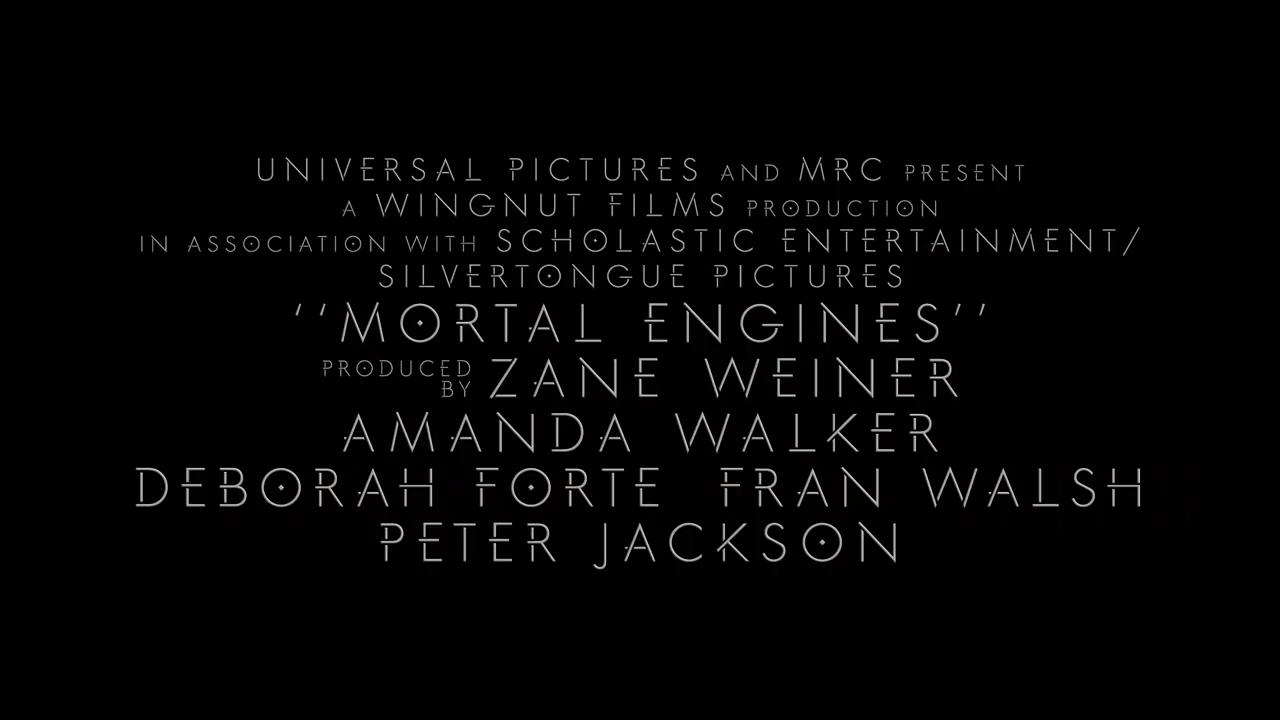 UNIVERSAL PICTURES AND MRC PRESENT
A WINGNUT FILMS PRODUCTION
IN ASSOCIATION WITH SCHOLASTIC ENTERTAINMENT/
SILVERTONGUE PICTURES
''MORTAL ENGINES''
PRODUCED BY ZANE WEINER
AMANDA WALKER
DEBORAH FORTE FRAN WALSH
PETER JACKSON